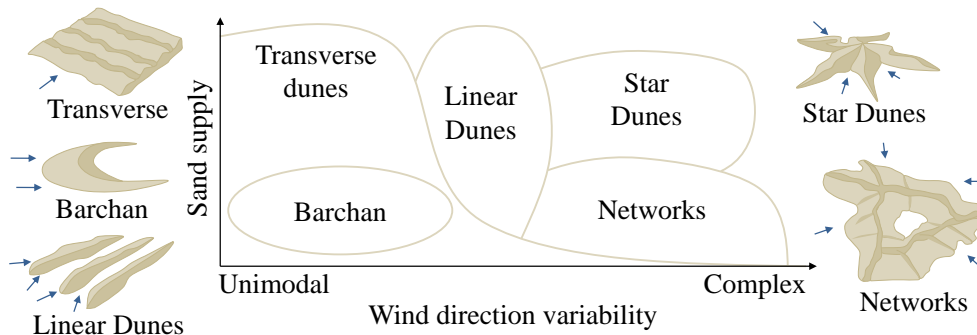 Transverse
Barchan
Linear Dunes
Sand supply
Transverse
dunes
Linear
Dunes
Star
Dunes
Barchan
Networks
Unimodal
Complex
Wind direction variability
Star Dunes
Networks